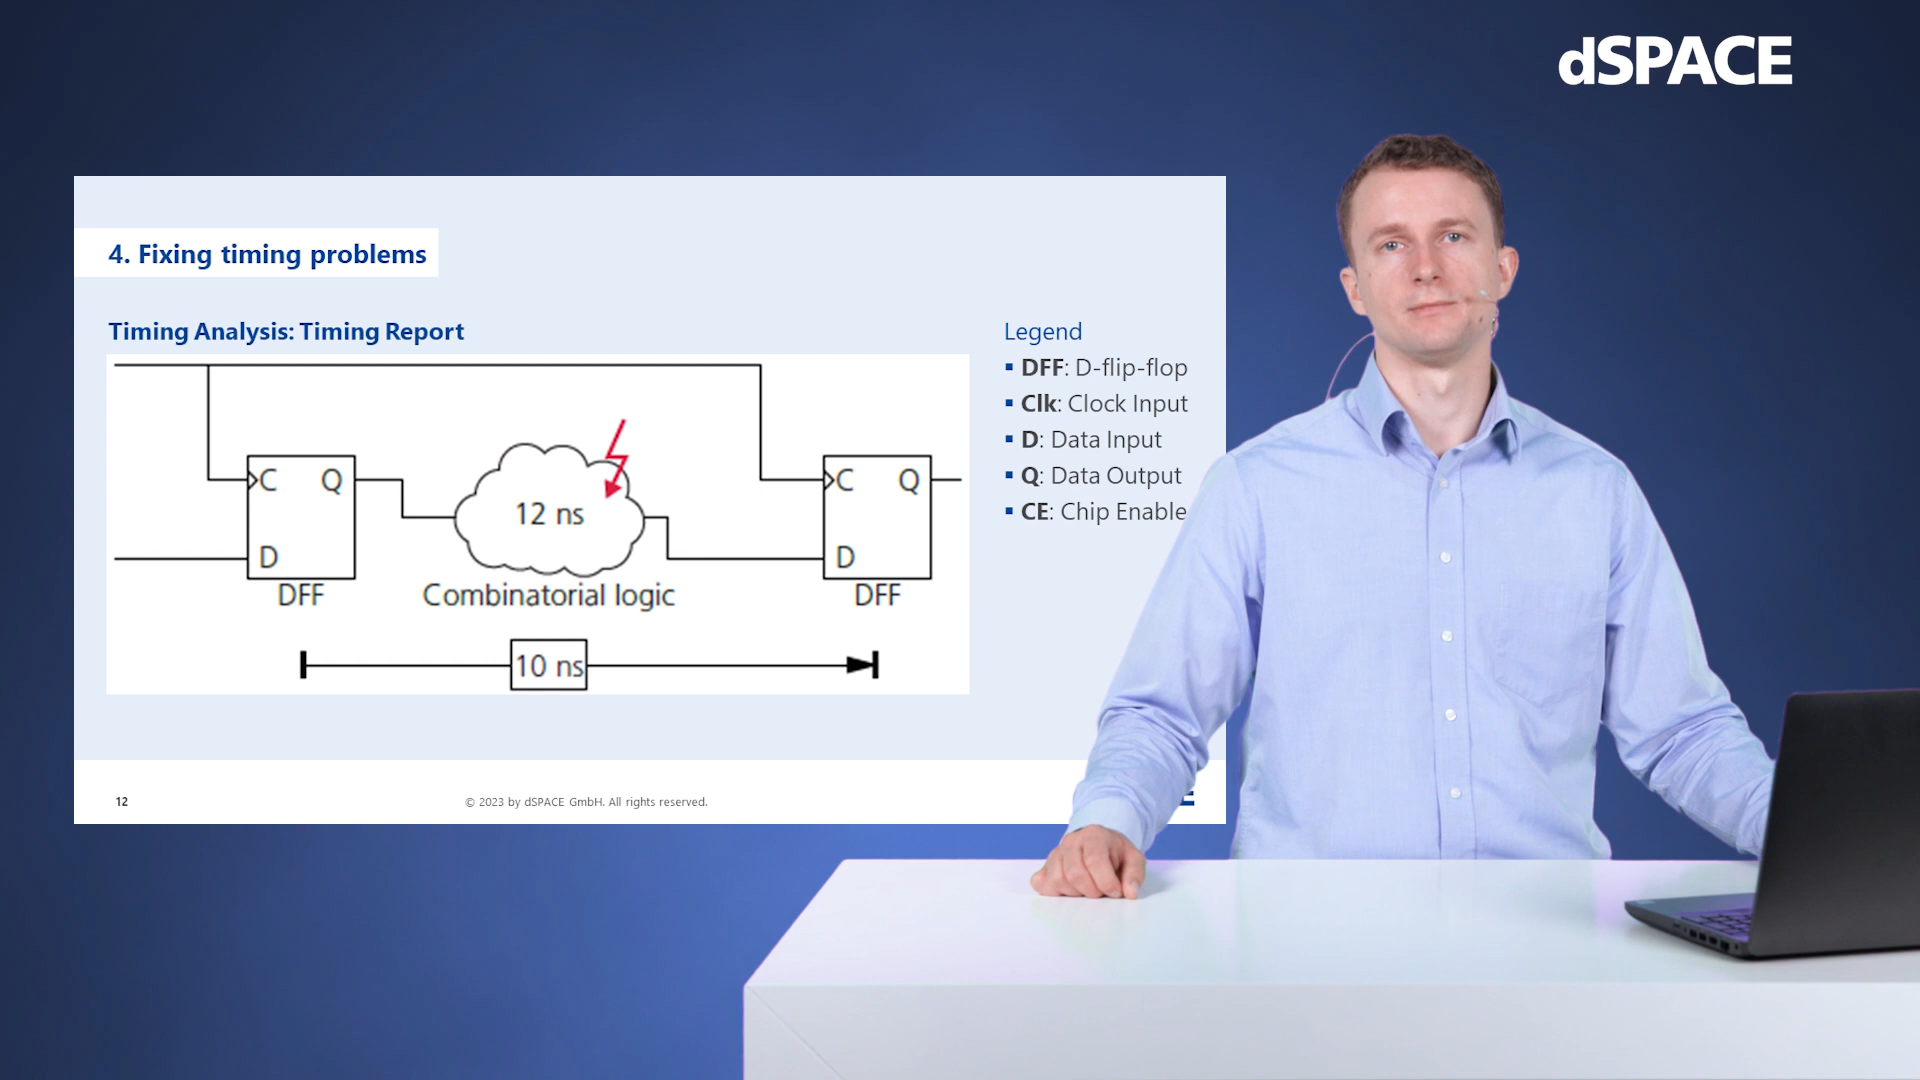 dSPACE
4. Fixing timing problems
Timing Analysis: Timing Report
C Q
D
DFF
12 ns
Combinatorial logic
C Q
D
DFF
10 ns
Legend
▪ DFF: D-flip-flop
▪ Clk: Clock Input
▪ D: Data Input
▪ Q: Data Output
▪ CE: Chip Enable
12
© 2023 by dSPACE GmbH. All rights reserved.